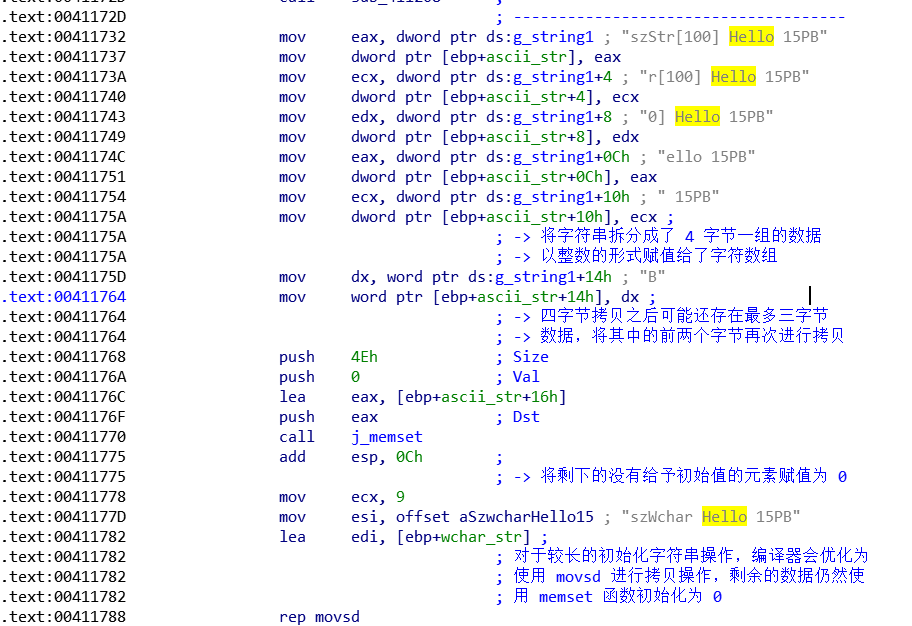 .text:0041172D ; -------------------------------------
.text:00411732 mov eax, dword ptr ds:g_string1 ; "szStr[100] Hello 15PB"
.text:00411737 mov dword ptr [ebp+ascii_str], eax
.text:0041173A mov ecx, dword ptr ds:g_string1+4 ; "r[100] Hello 15PB"
.text:00411740 mov dword ptr [ebp+ascii_str+4], ecx
.text:00411743 mov edx, dword ptr ds:g_string1+8 ; "0] Hello 15PB"
.text:00411749 mov dword ptr [ebp+ascii_str+8], edx
.text:0041174C mov eax, dword ptr ds:g_string1+0Ch ; "ello 15PB"
.text:00411751 mov dword ptr [ebp+ascii_str+0Ch], eax
.text:00411754 mov ecx, dword ptr ds:g_string1+10h ; " 15PB"
.text:0041175A mov dword ptr [ebp+ascii_str+10h], ecx ;
.text:0041175A ; -> 将字符串拆分成了 4 字节一组的数据
.text:0041175A ; -> 以整数的形式赋值给了字符数组
.text:0041175D mov dx, word ptr ds:g_string1+14h ; "B"
.text:00411764 mov word ptr [ebp+ascii_str+14h], dx ;
.text:00411764 ; -> 四字节拷贝之后可能还存在最多三字节
.text:00411764 ; -> 数据，将其中的前两个字节再次进行拷贝
.text:00411768 push 4Eh ; Size
.text:0041176A push 0 ; Val
.text:0041176C lea eax, [ebp+ascii_str+16h]
.text:0041176F push eax ; Dst
.text:00411770 call j_memset
.text:00411775 add esp, 0Ch ;
.text:00411775 ; -> 将剩下的没有给予初始值的元素赋值为 0
.text:00411778 mov ecx, 9
.text:0041177D mov esi, offset aSzwcharHello15 ; "szWchar Hello 15PB"
.text:00411782 lea edi, [ebp+wchar_str] ;
.text:00411782 ; 对于较长的初始化字符串操作，编译器会优化为
.text:00411782 ; 使用 movsd 进行拷贝操作，剩余的数据仍然使
.text:00411782 ; 用 memset 函数初始化为 0
.text:00411788 rep movsd